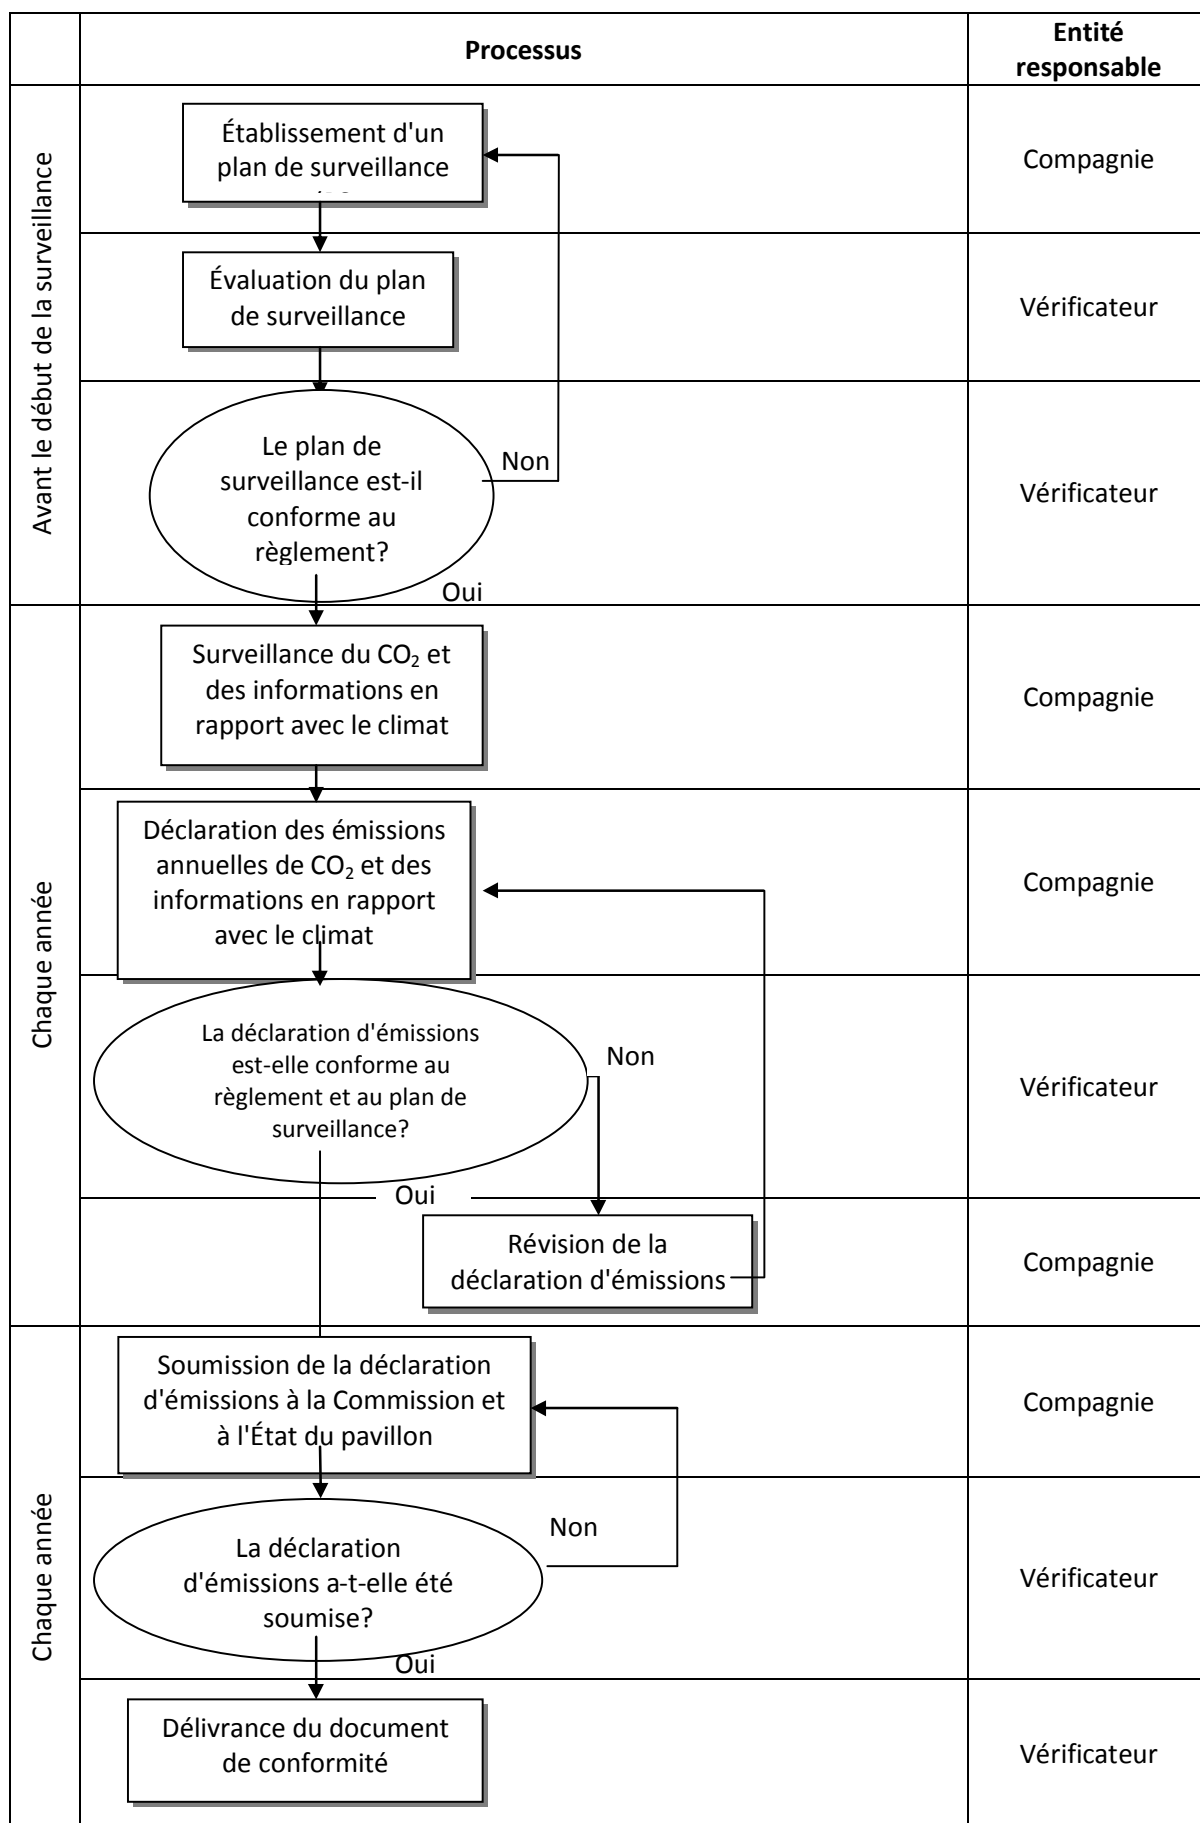 Processus
Entité
responsable
Avant le début de la surveillance
Établissement d'un
plan de surveillance
Compagnie
Évaluation du plan
de surveillance
Vérificateur
Le plan de
surveillance est-il
conforme au
règlement?
Non
Oui
Vérificateur
Chaque année
Surveillance du CO₂ et
des informations en
rapport avec le climat
Compagnie
Déclaration des émissions
annuelles de CO₂ et des
informations en rapport
avec le climat
Compagnie
La déclaration d'émissions
est-elle conforme au
règlement et au plan de
surveillance?
Non
Oui
Vérificateur
Révision de la
déclaration d'émissions
Compagnie
Chaque année
Soumission de la déclaration
d'émissions à la Commission et
à l'État du pavillon
Compagnie
La déclaration
d'émissions a-t-elle été
soumise?
Non
Oui
Vérificateur
Délivrance du document
de conformité
Vérificateur